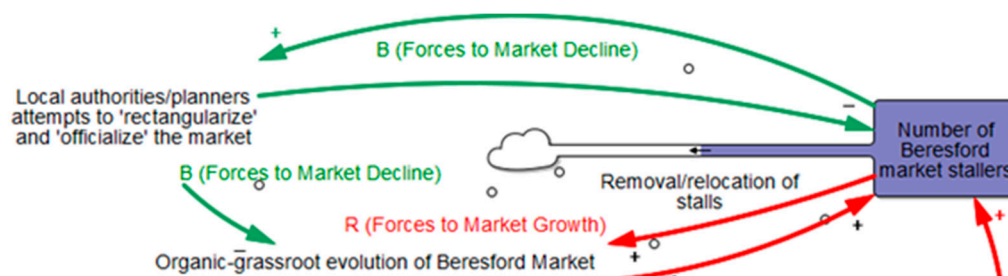 +
B (Forces to Market Decline)
Local authorities/planners
attempts to 'rectangularize'
and 'officialize' the market
–
Number of
Beresford
market stallers
B (Forces to Market Decline)
Removal/relocation of
stalls
R (Forces to Market Growth)
+
+
–
+
Organic-grassroot evolution of Beresford Market